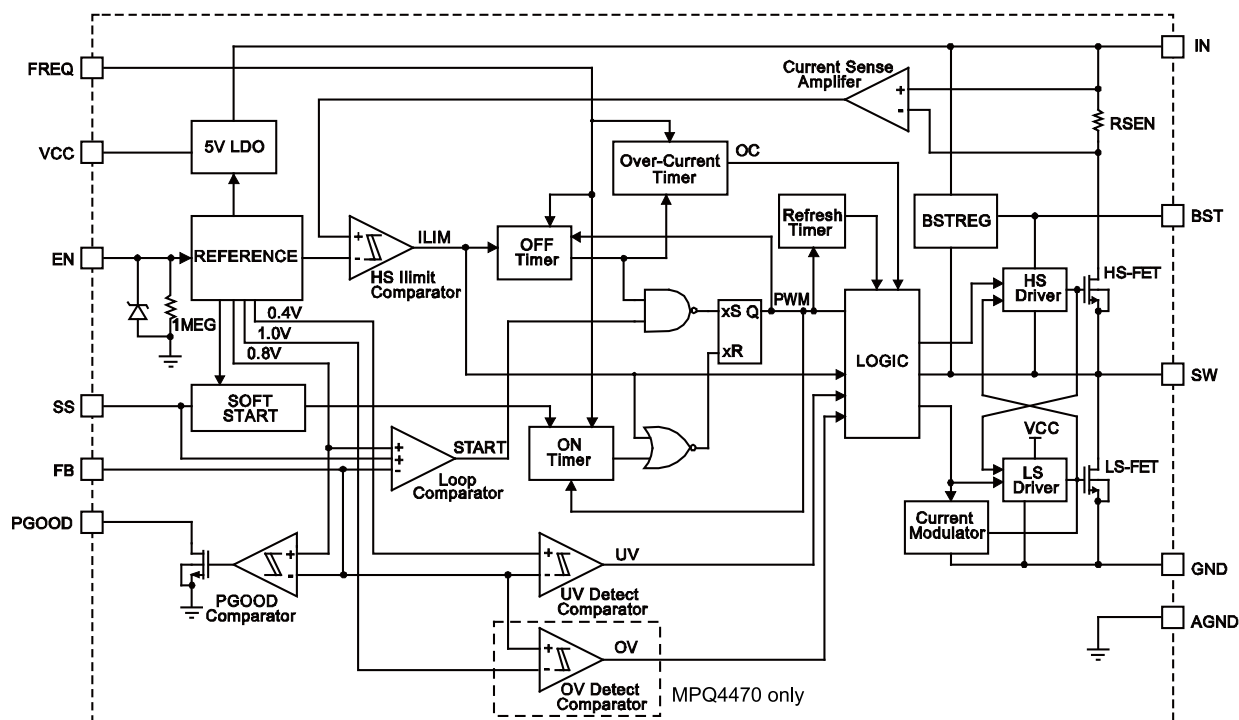 IN
FREQ
Current Sense
Amplifer
+
-
RSEN
VCC
5V LDO
Over-Current
Timer
OC
BSTREG
BST
Refresh
Timer
EN
REFERENCE
+
-
ILIM
HS Ilimit
Comparator
OFF
Timer
HS
Driver
HS-FET
1MEG
0.4V
1.0V
0.8V
xS Q
xR
PWM
LOGIC
SW
SS
SOFT
START
FB
+
+
-
START
Loop
Comparator
ON
Timer
VCC
LS
Driver
LS-FET
PGOOD
Current
Modulator
+
-
PGOOD
Comparator
+
-
UV
UV Detect
Comparator
GND
AGND
+
-
OV
OV Detect
Comparator
MPQ4470 only